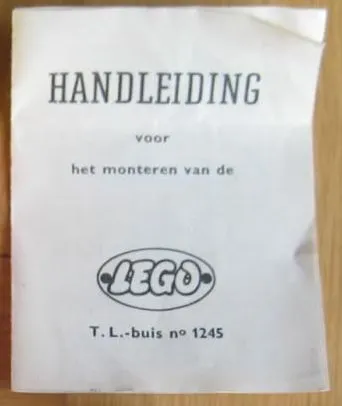 HANDLEIDING
voor
het monteren van de
LEGO
T. L.-buis nº 1245